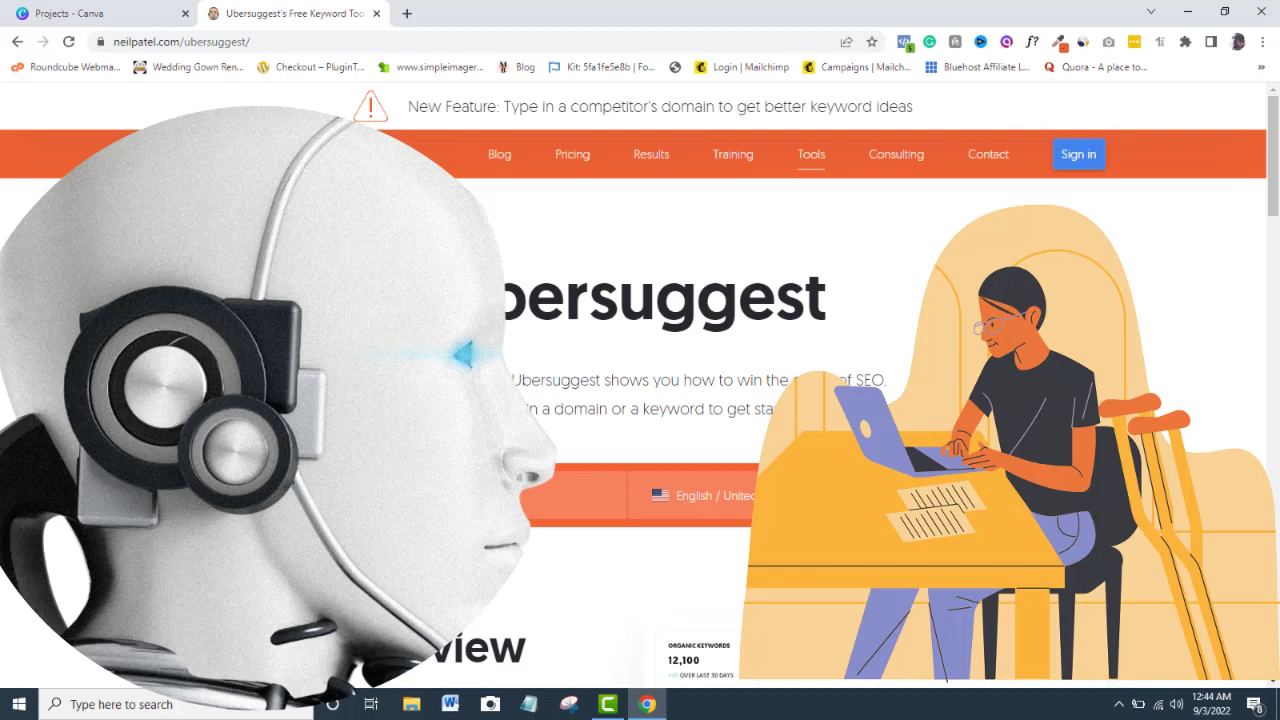 Projects - Canva
Ubersuggest's Free Keyword Too
neilpatel.com/ubersuggest/
Roundcube Webma...
Wedding Gown Ren...
Checkout – PluginT...
www.simpleimager...
Blog
Kit: 5fa1fe5e8b | Fo...
Login | Mailchimp
Campaigns | Mailch...
Bluehost Affiliate L...
Quora - A place to...
New Feature: Type in a competitor's domain to get better keyword ideas
Blog
Pricing
Results
Training
Tools
Consulting
Contact
Sign in
bersuggest
Ubersuggest shows you how to win the
of SEO.
in a domain or a keyword to get star
English / United
view
ORGANIC KEYWORDS
12,100
OVER LAST 30 DAYS
Type here to search
12:44 AM
9/3/2022